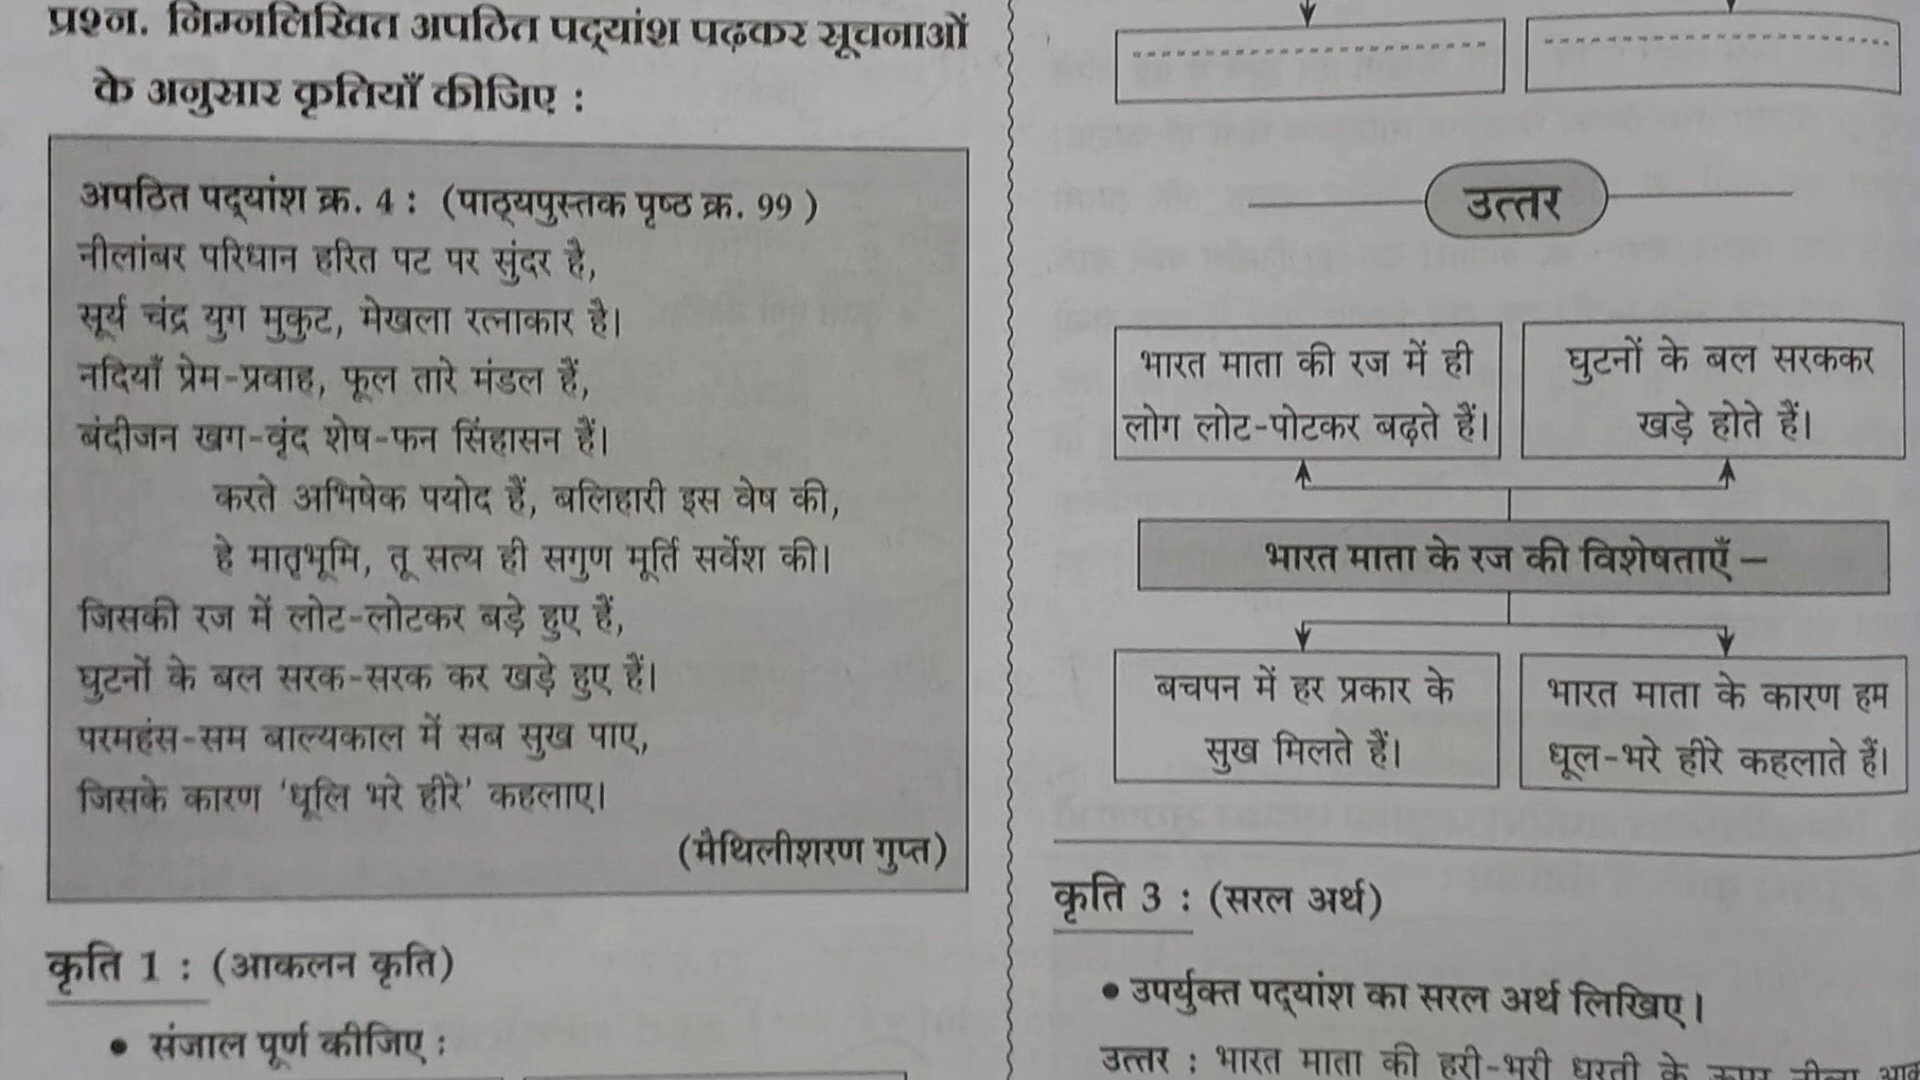 प्रश्न. निम्नलिखित अपठित पद्यांश पढ़कर सूचनाओं
के अनुसार कृतियाँ कीजिए :
अपठित पद्यांश क्र. 4 : (पाठ्यपुस्तक पृष्ठ क्र. 99 )
नीलांबर परिधान हरित पट पर सुंदर है,
सूर्य चंद्र युग मुकुट, मेखला रत्नाकार है।
नदियाँ प्रेम-प्रवाह, फूल तारे मंडल हैं,
बंदीजन खग-वृंद शेष-फन सिंहासन हैं।
करते अभिषेक पयोद हैं, बलिहारी इस वेष की,
हे मातृभूमि, तू सत्य ही सगुण मूर्ति सर्वेश की।
जिसकी रज में लोट-लोटकर बड़े हुए हैं,
घुटनों के बल सरक-सरक कर खड़े हुए हैं।
परमहंस-सम बाल्यकाल में सब सुख पाए,
जिसके कारण 'धूलि भरे हीरे' कहलाए।
(मैथिलीशरण गुप्त)
कृति 1 : (आकलन कृति)
• संजाल पूर्ण कीजिए :
उत्तर
भारत माता की रज में ही
लोग लोट-पोटकर बढ़ते हैं।
घुटनों के बल सरककर
खड़े होते हैं।
भारत माता के रज की विशेषताएँ –
बचपन में हर प्रकार के
सुख मिलते हैं।
भारत माता के कारण हम
धूल-भरे हीरे कहलाते हैं।
कृति 3 : (सरल अर्थ)
• उपर्युक्त पद्यांश का सरल अर्थ लिखिए।
उत्तर : भारत माता की हरी-भरी धरती के ऊपर नीला